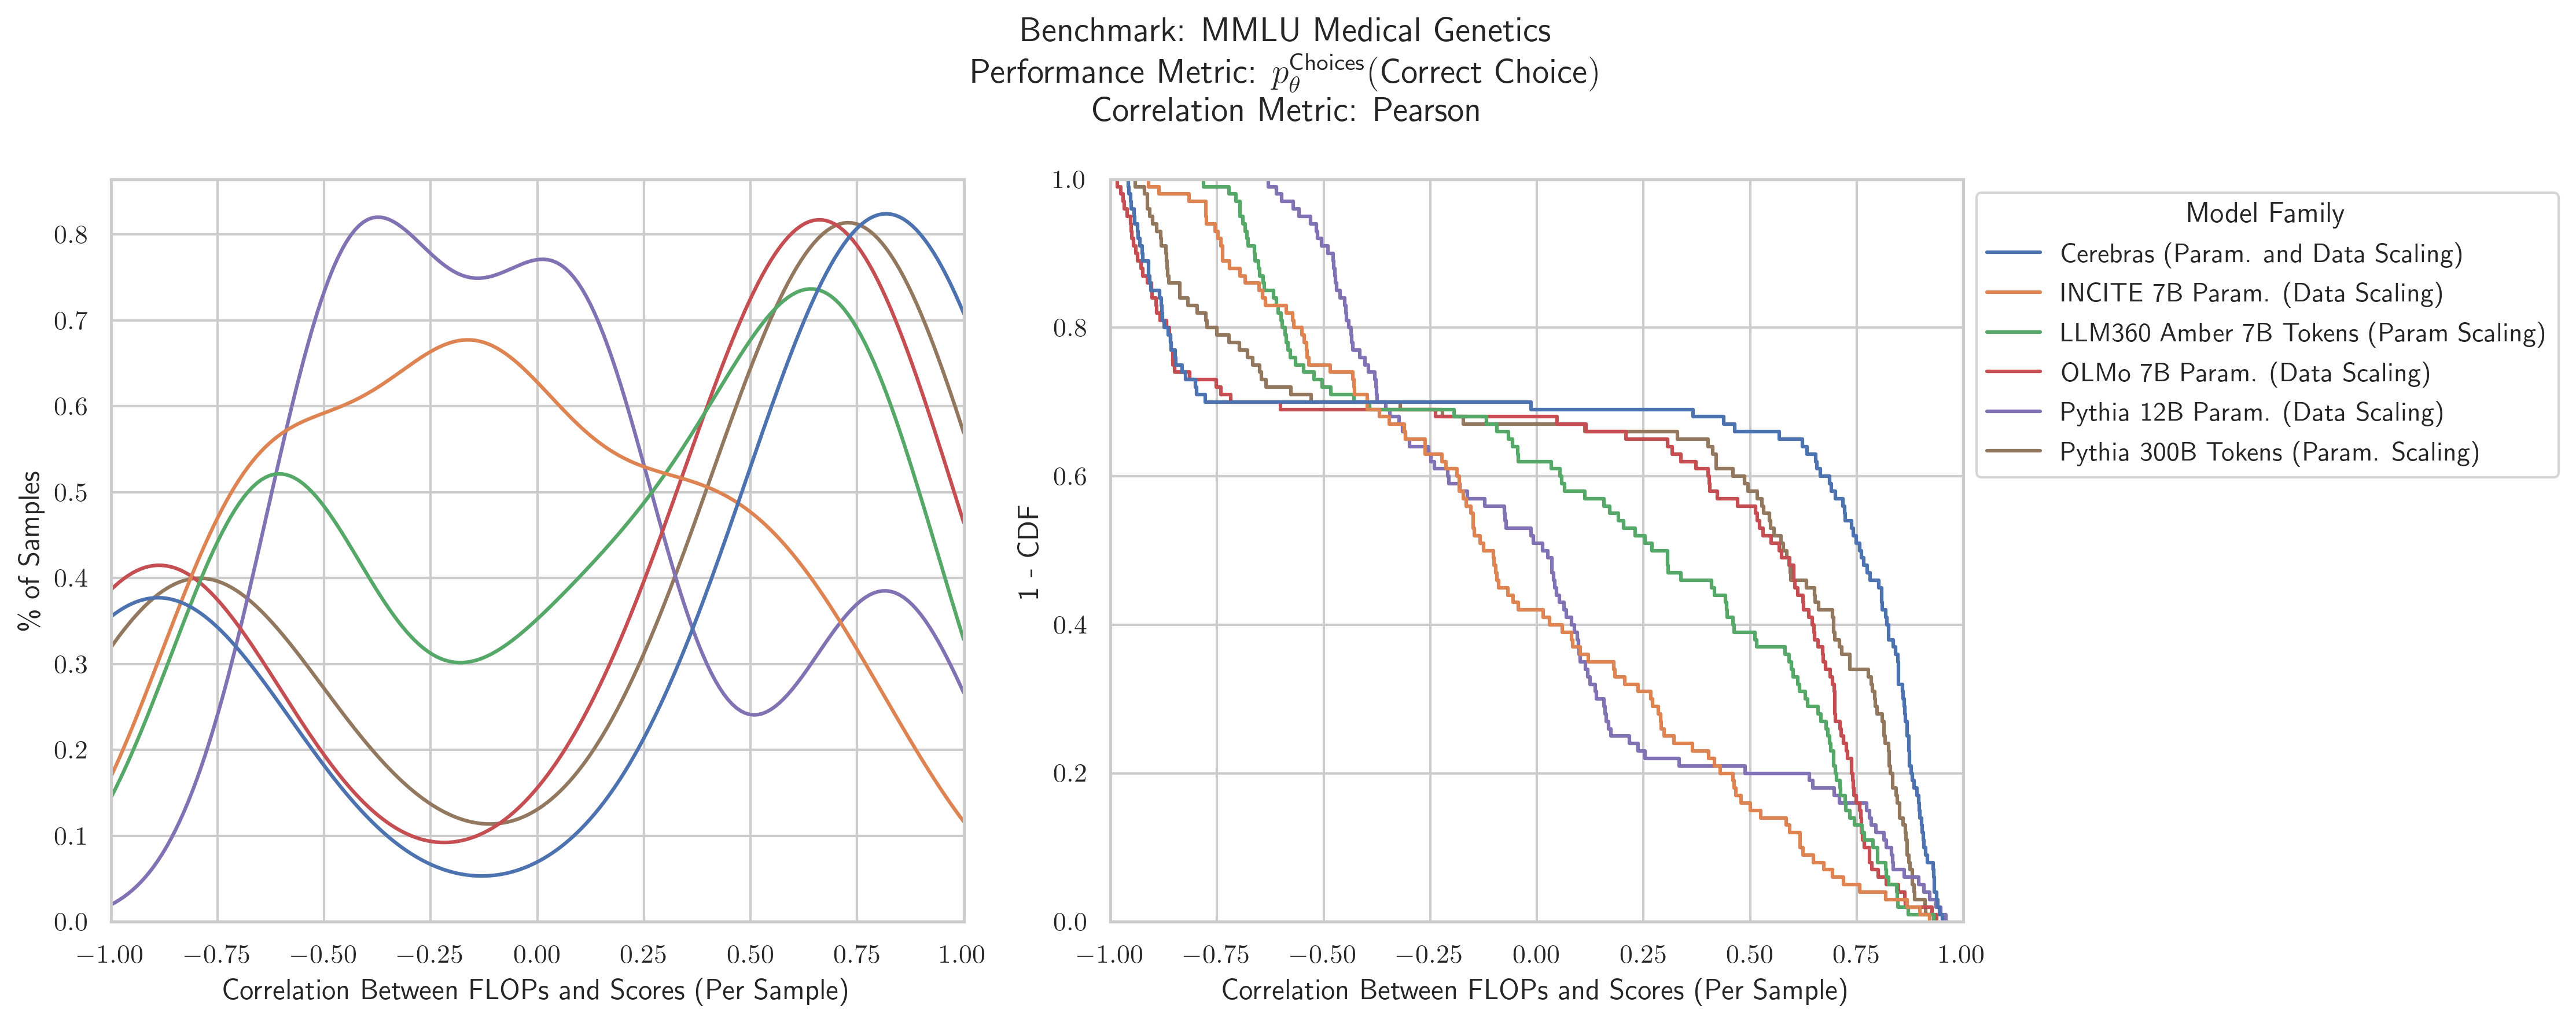 Benchmark: MMLU Medical Genetics
Performance Metric: $p_{\theta}^{\text{Choices}}$(Correct Choice)
Correlation Metric: Pearson
% of Samples
0.8
0.7
0.6
0.5
0.4
0.3
0.2
0.1
0.0
−1.00 −0.75 −0.50 −0.25 0.00 0.25 0.50 0.75 1.00
Correlation Between FLOPs and Scores (Per Sample)
1 - CDF
1.0
0.8
0.6
0.4
0.2
0.0
−1.00 −0.75 −0.50 −0.25 0.00 0.25 0.50 0.75 1.00
Correlation Between FLOPs and Scores (Per Sample)
Model Family
Cerebras (Param. and Data Scaling)
INCITE 7B Param. (Data Scaling)
LLM360 Amber 7B Tokens (Param Scaling)
OLMo 7B Param. (Data Scaling)
Pythia 12B Param. (Data Scaling)
Pythia 300B Tokens (Param. Scaling)